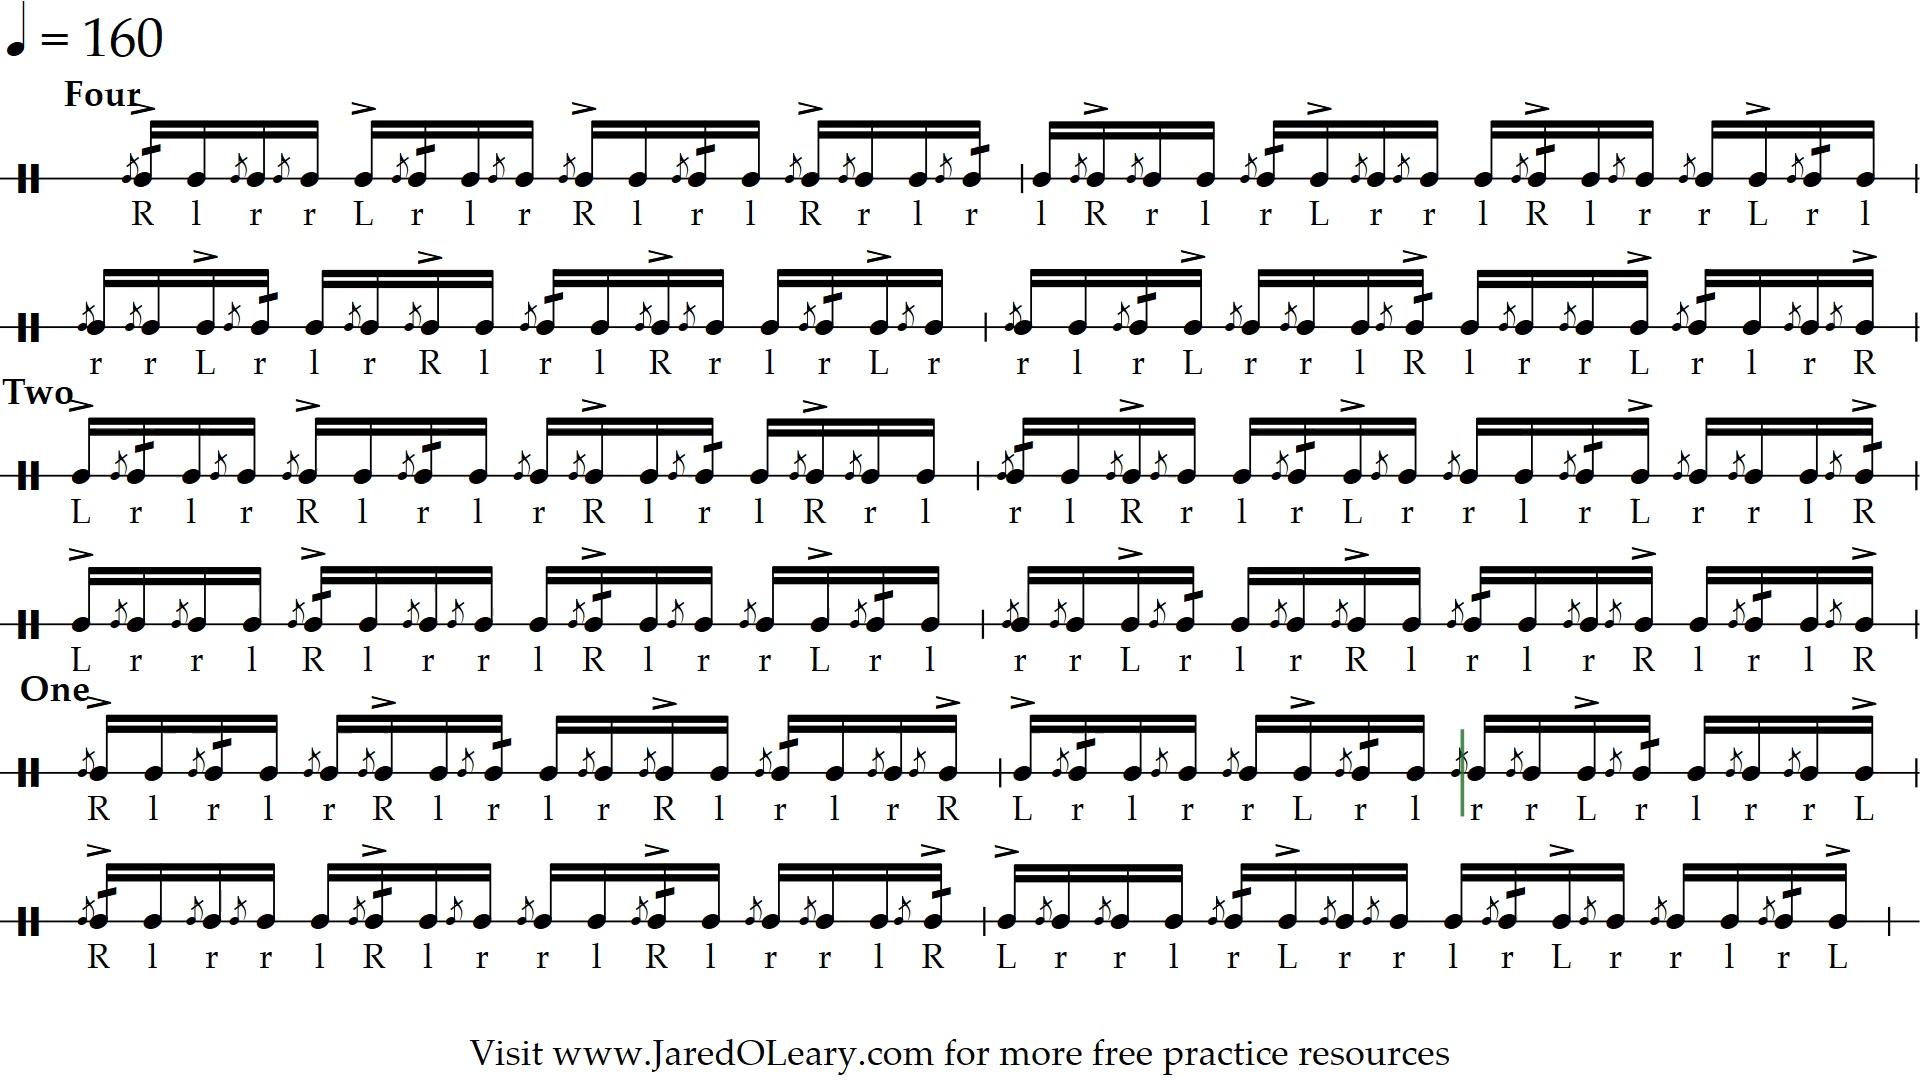 ♩ = 160
Four
R l r r L r l r R l r l R r l r l R r l r L r r l R l r r L r l
r r L r l r R l r l R r l L r r l r L r r l R l r r L r l r R
Two
L r l r R l r l r R l r l R r l r l R r l r L r r l r L r r l R
L r r l R l r r l R l r r L r l r r L r l r R l r l r R l r l R
One
R l r l r R l r l r R l r l r R L r l r r L r l r r L r l r r L
R l r r l R l r r l R l r r l R L r r l r L r r l r L r r l r L
Visit www.JaredOLeary.com for more free practice resources